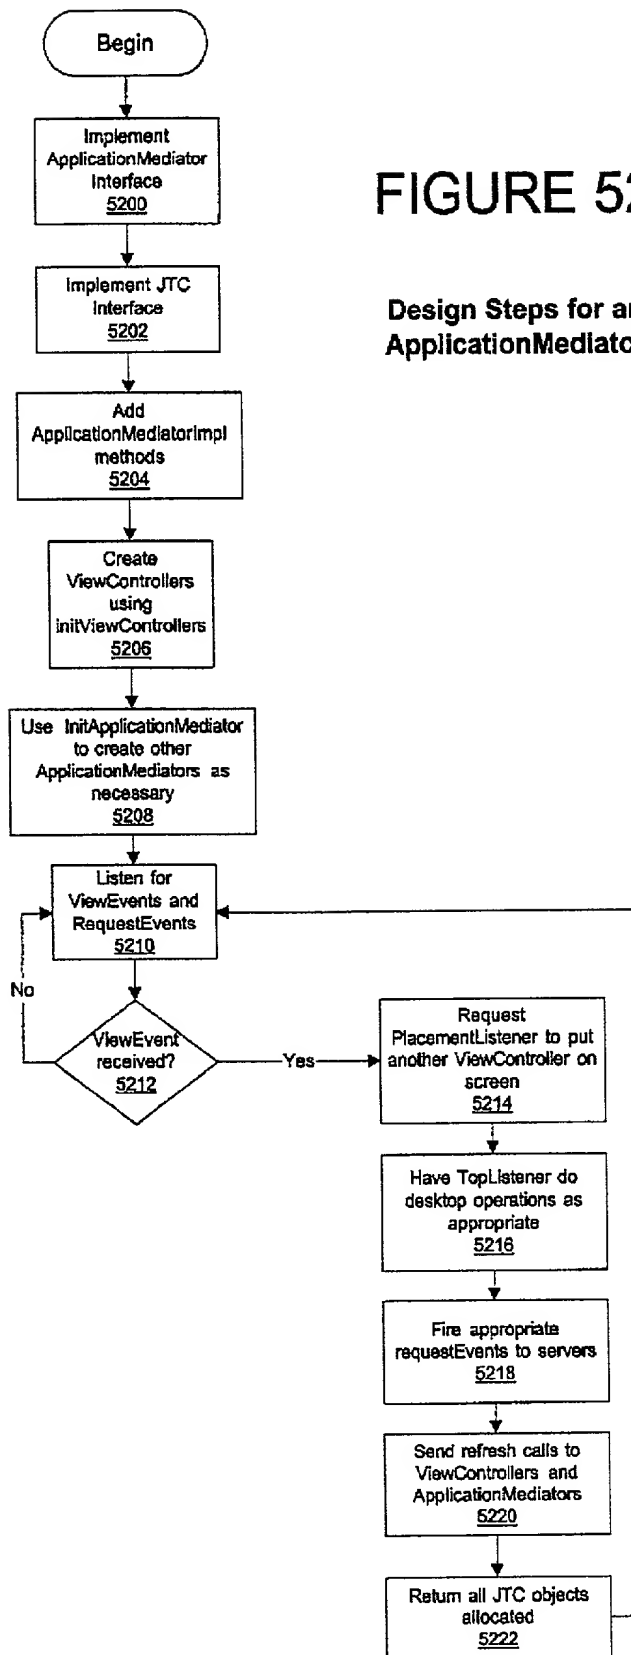 Begin
Implement
ApplicationMediator
Interface
5200
FIGURE 52
Design Steps for an
ApplicationMediator
Implement JTC
Interface
5202
Add
ApplicationMediatorImpl
methods
5204
Create
ViewControllers
using
initViewControllers
5206
Use InitApplicationMediator
to create other
ApplicationMediators as
necessary
5208
Listen for
ViewEvents and
RequestEvents
5210
No
ViewEvent
received?
5212
Yes
Request
PlacementListener to put
another ViewController on
screen
5214
Have TopListener do
desktop operations as
appropriate
5216
Fire appropriate
requestEvents to servers
5218
Send refresh calls to
ViewControllers and
ApplicationMediators
5220
Return all JTC objects
allocated
5222